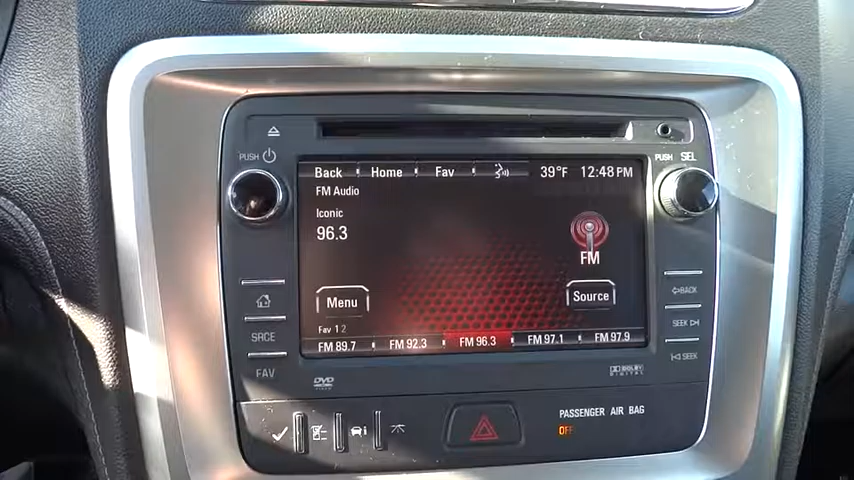 PUSH
PUSH SEL
Back Home Fav 39°F 12:48 PM
FM Audio
Iconic
96.3
FM
Menu
Source
Fav 1 2
FM 89.7 FM 92.3 FM 96.3 FM 97.1 FM 97.9
SRCE
FAV
BACK
SEEK
SEEK
DVD
DOLBY
DIGITAL
PASSENGER AIR BAG
OFF